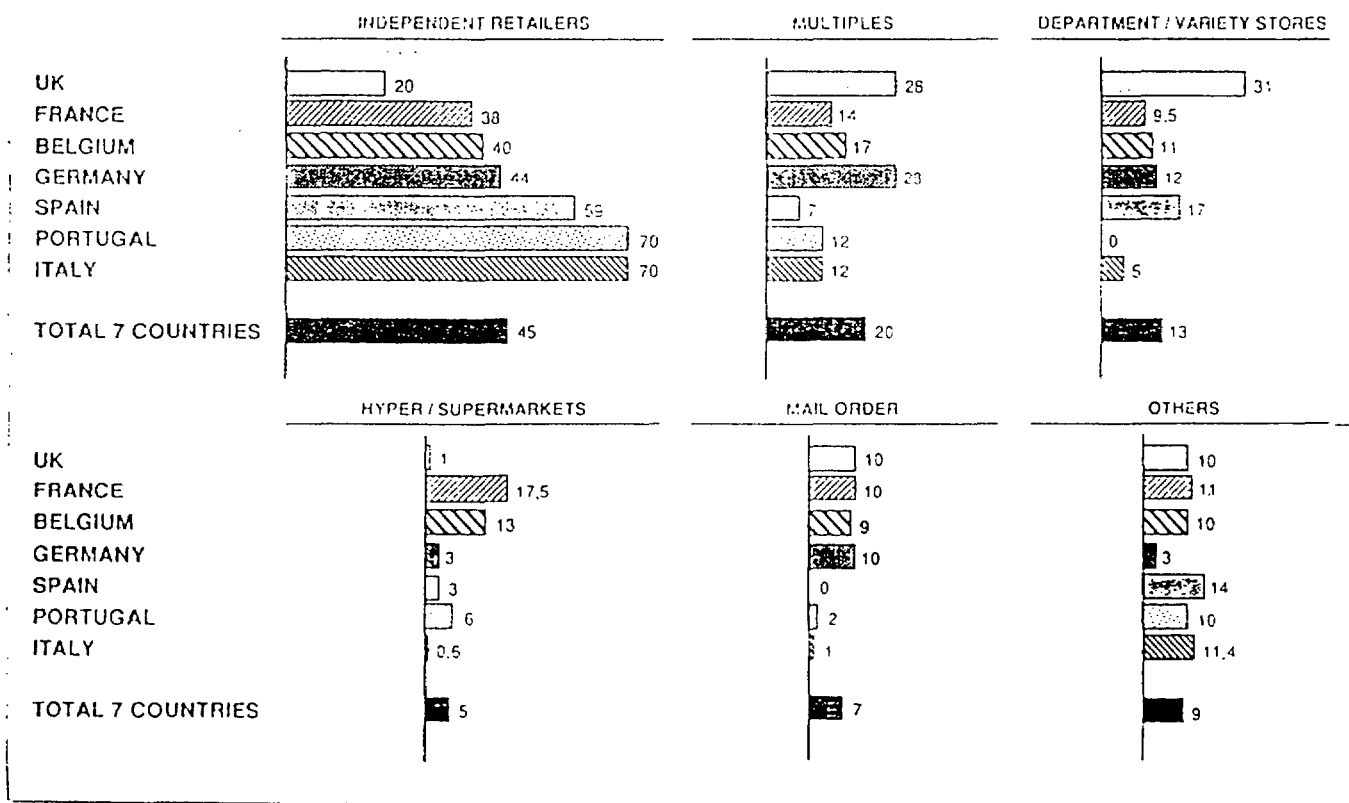 INDEPENDENT RETAILERS MULTIPLES DEPARTMENT / VARIETY STORES
UK 20 28 31
FRANCE 38 14 9,5
BELGIUM 40 17 11
GERMANY 44 28 12
SPAIN 59 7 17
PORTUGAL 70 12 0
ITALY 70 12 5
TOTAL 7 COUNTRIES 45 20 13
HYPER / SUPERMARKETS MAIL ORDER OTHERS
UK 1 10 10
FRANCE 17,5 10 11
BELGIUM 13 9 10
GERMANY 3 10 3
SPAIN 3 0 14
PORTUGAL 6 2 10
ITALY 0,6 1 11,4
TOTAL 7 COUNTRIES 5 7 9